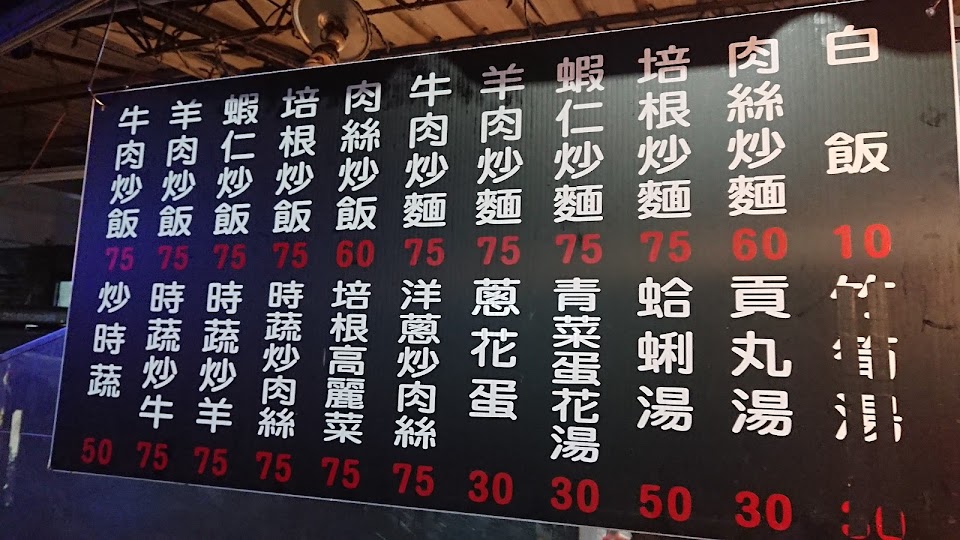 白飯
10
肉絲炒麵
60
培根炒麵
75
蝦仁炒麵
75
羊肉炒麵
75
牛肉炒麵
75
肉絲炒飯
60
培根炒飯
75
蝦仁炒飯
75
羊肉炒飯
75
牛肉炒飯
75
湯
30
貢丸湯
30
蛤蜊湯
50
青菜蛋花湯
30
蔥花蛋
30
洋蔥炒肉絲
75
培根高麗菜
75
時蔬炒肉絲
75
時蔬炒羊
75
時蔬炒牛
75
炒時蔬
50